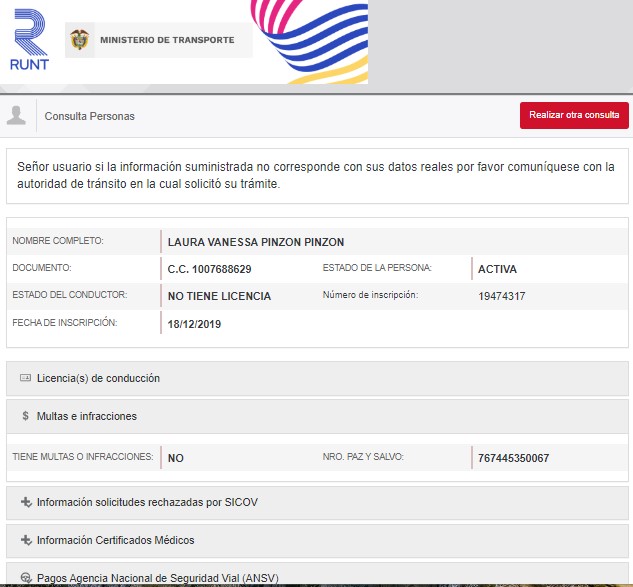 RUNT
MINISTERIO DE TRANSPORTE
Consulta Personas
Realizar otra consulta
Señor usuario si la información suministrada no corresponde con sus datos reales por favor comuníquese con la
autoridad de tránsito en la cual solicitó su trámite.
NOMBRE COMPLETO: LAURA VANESSA PINZON PINZON
DOCUMENTO: C.C. 1007688629 ESTADO DE LA PERSONA: ACTIVA
ESTADO DEL CONDUCTOR: NO TIENE LICENCIA Número de inscripción: 19474317
FECHA DE INSCRIPCIÓN: 18/12/2019
Licencia(s) de conducción
$ Multas e infracciones
TIENE MULTAS O INFRACCIONES: NO NRO. PAZ Y SALVO: 767445350067
Información solicitudes rechazadas por SICOV
Información Certificados Médicos
Pagos Agencia Nacional de Seguridad Vial (ANSV)